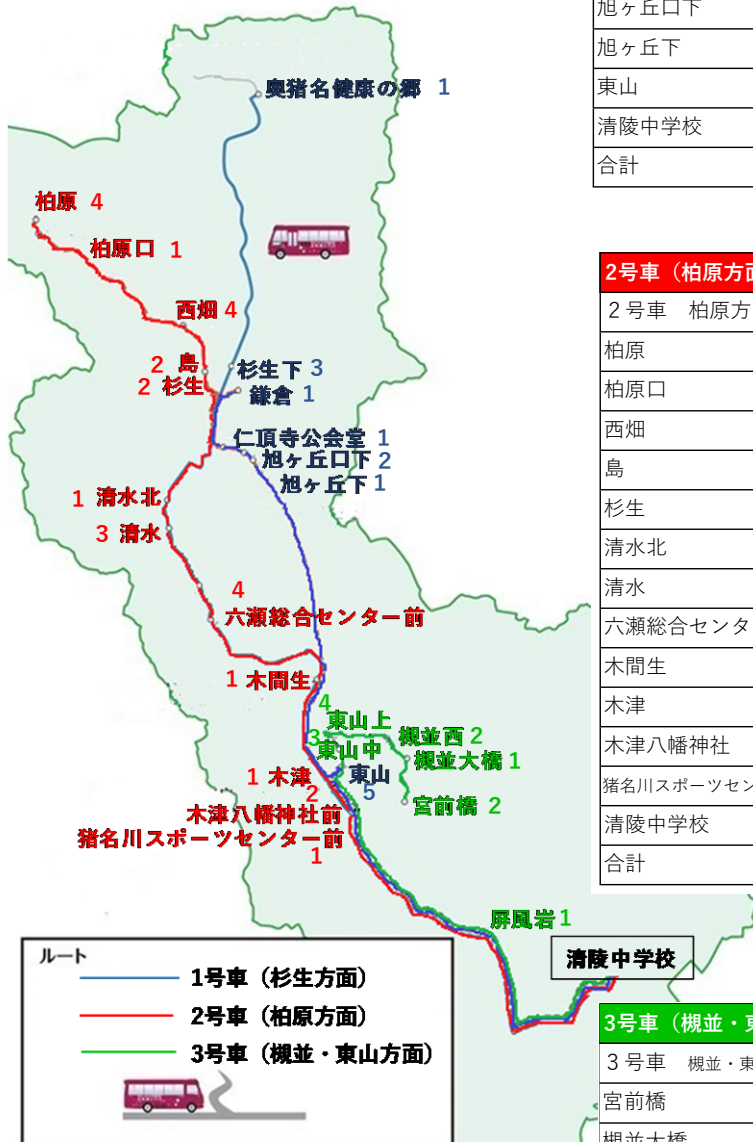 旭ヶ丘口下
旭ヶ丘下
東山
清陵中学校
合計
奥猪名健康の郷 1
柏原 4
柏原口 1
西畑 4
2 島
2 杉生
杉生下 3
鎌倉 1
仁頂寺公会堂 1
旭ヶ丘口下 2
旭ヶ丘下 1
1 清水北
3 清水
4
六瀬総合センター前
1 木間生
4
東山上
3
東山中
槻並西 2
槻並大橋 1
宮前橋 2
1 木津
2
東山
5
木津八幡神社前
猪名川スポーツセンター前
1
屏風岩 1
清陵中学校
2号車（柏原方面
2号車 柏原方
柏原
柏原口
西畑
島
杉生
清水北
清水
六瀬総合センタ
木間生
木津
木津八幡神社
猪名川スポーツセン
清陵中学校
合計
ルート
1号車（杉生方面）
2号車（柏原方面）
3号車（槻並・東山方面）
3号車（槻並・東
3号車 槻並・東
宮前橋
槻並大橋